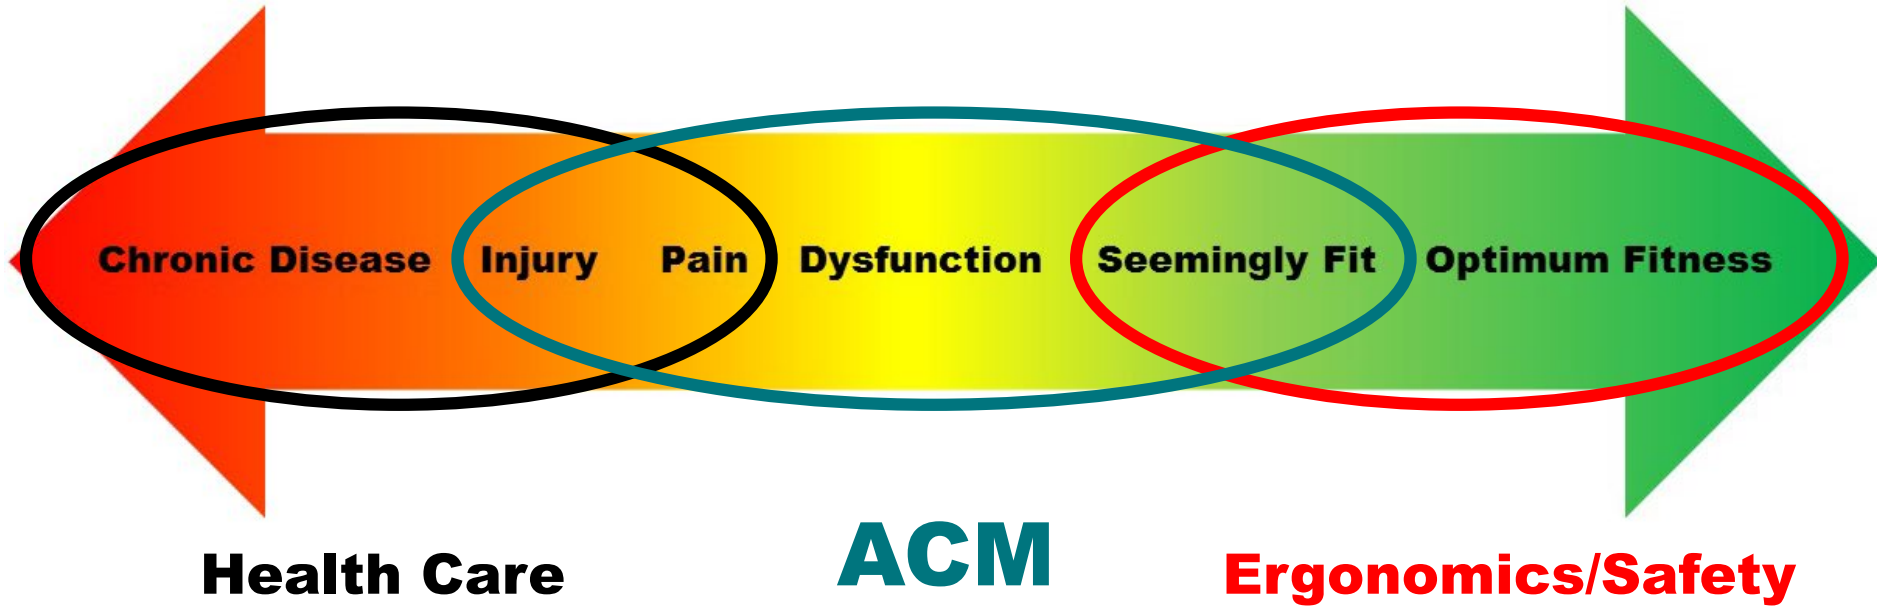 Chronic Disease Injury Pain Dysfunction Seemingly Fit Optimum Fitness
ACM
Health Care
Ergonomics/Safety